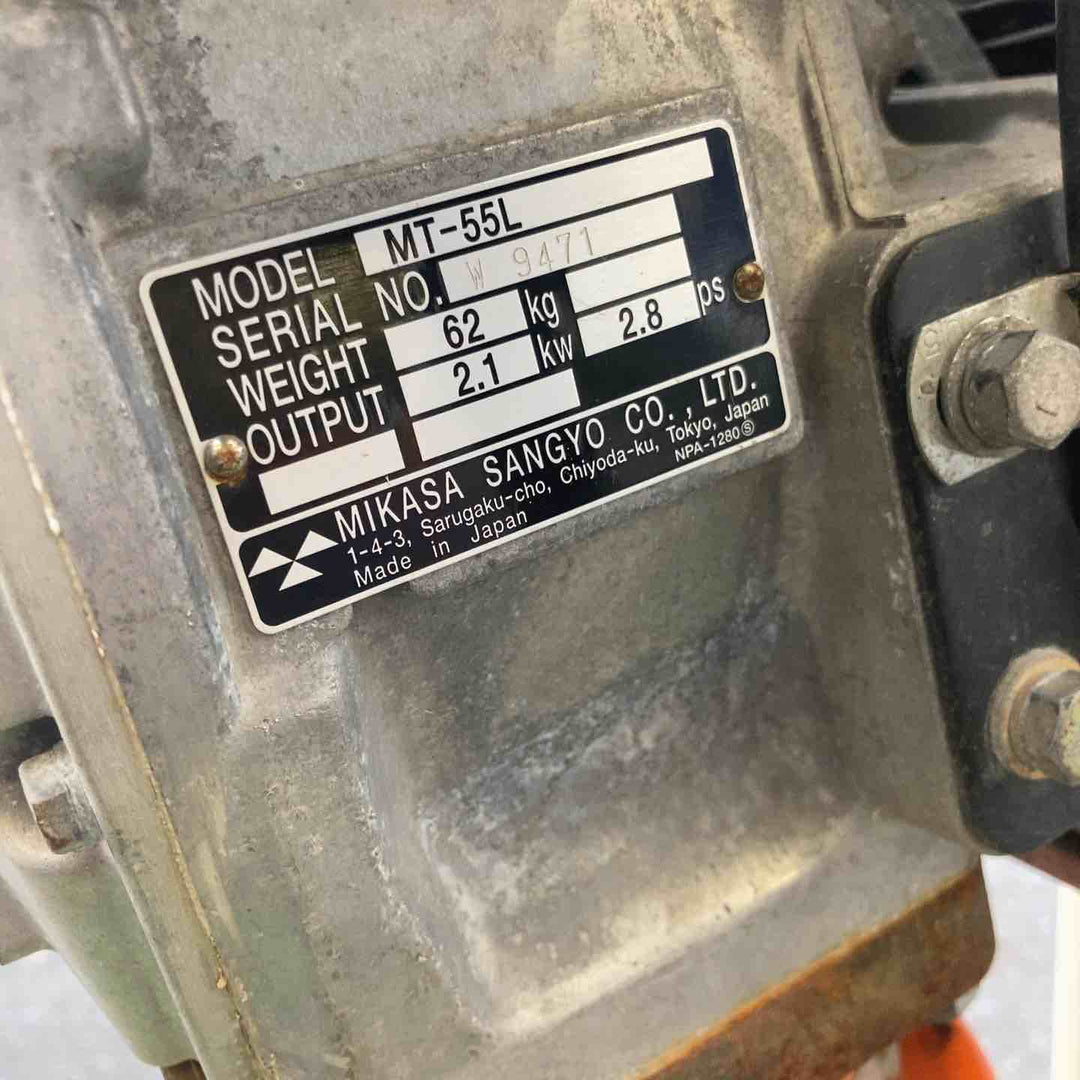 MODEL MT-55L
SERIAL NO. W 9471
WEIGHT 62 kg
OUTPUT 2.1 kw 2.8 ps
MIKASA SANGYO CO., LTD.
1-4-3, Sarugaku-cho, Chiyoda-ku, Tokyo, Japan
Made in Japan NPA-1280 Ⓢ